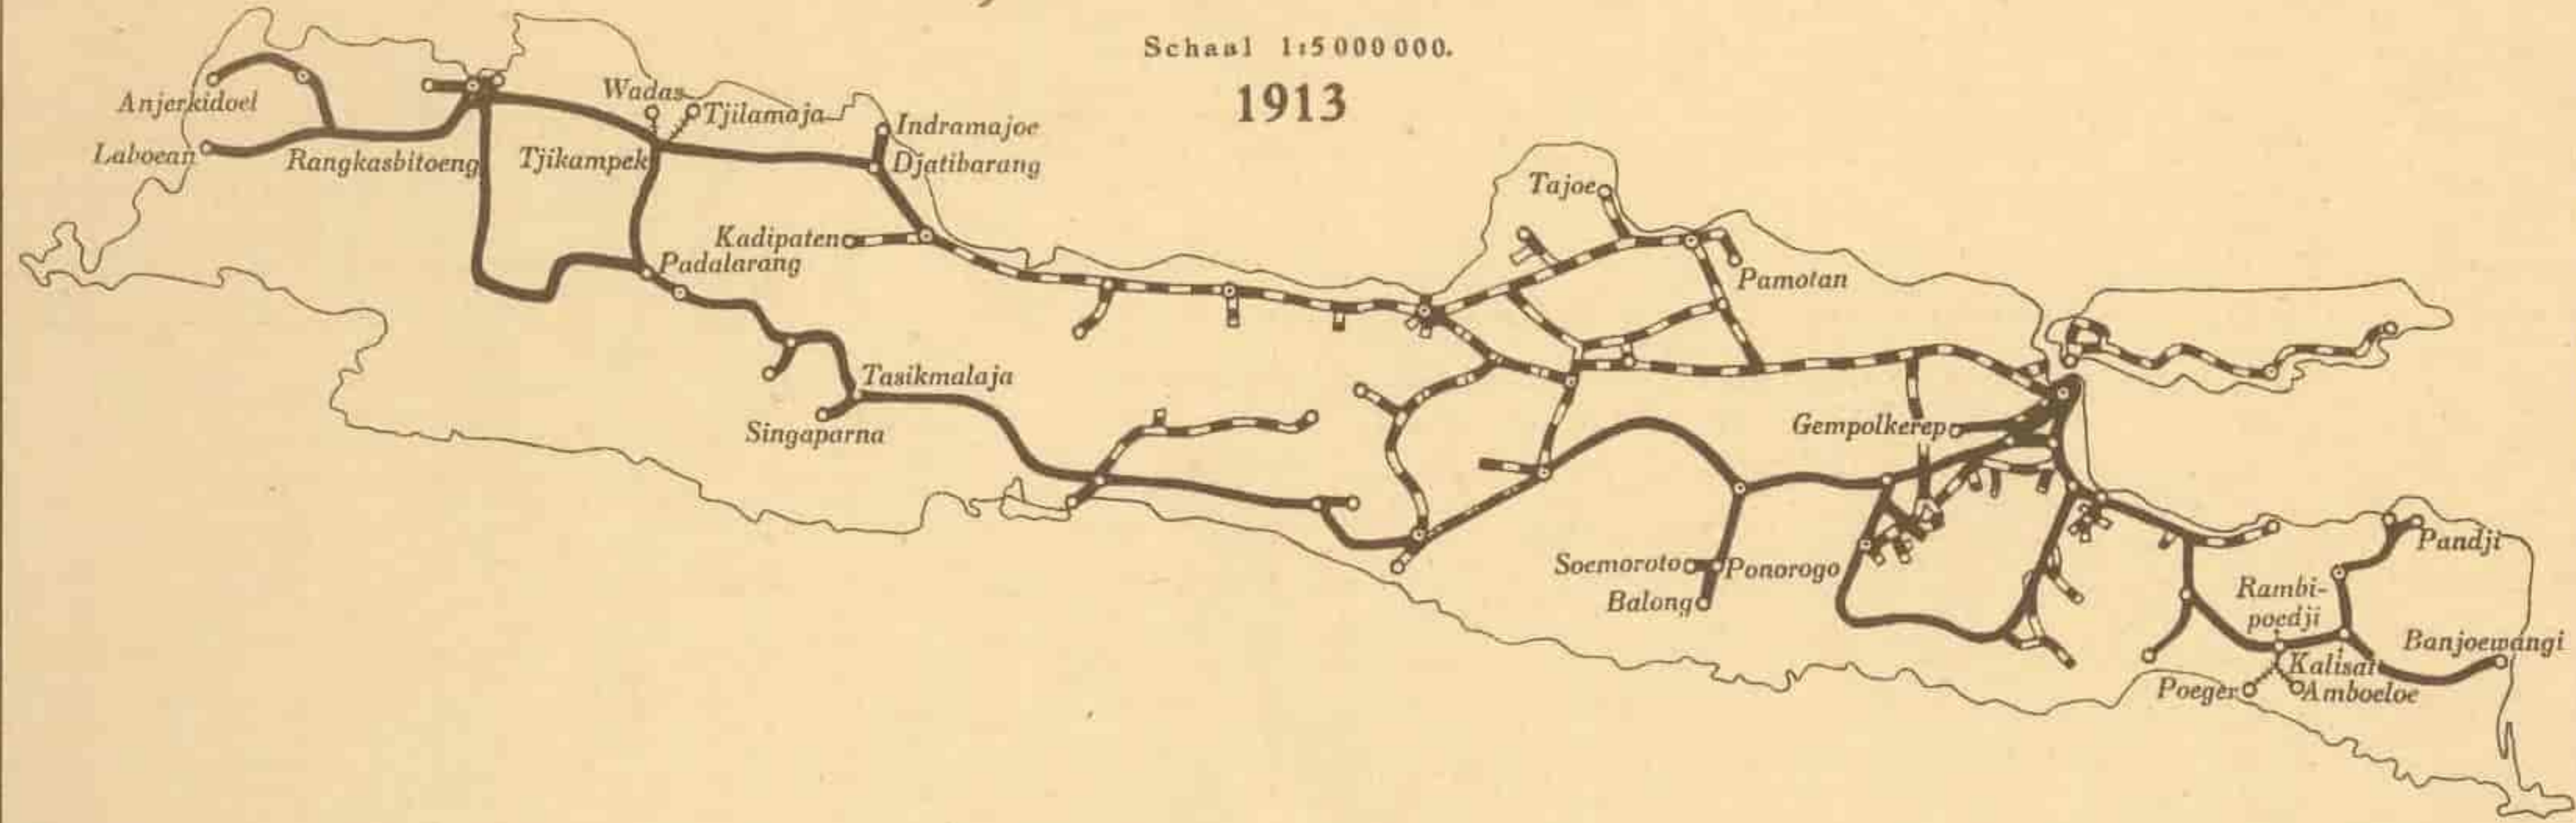 Schaal 1:5 000 000.
1913
Anjerkidoel
Laboean
Rangkasbitoeng
Wadas
Tjilamaja
Tjikampek
Indramajoe
Djatibarang
Kadipaten
Padalarang
Tasikmalaja
Singaparna
Tajoe
Pamotan
Gempolkerep
Soemoroto
Ponorogo
Balong
Pandji
Rambi-
poedji
Banjoewangi
Kalisat
Poeger
Amboeloe